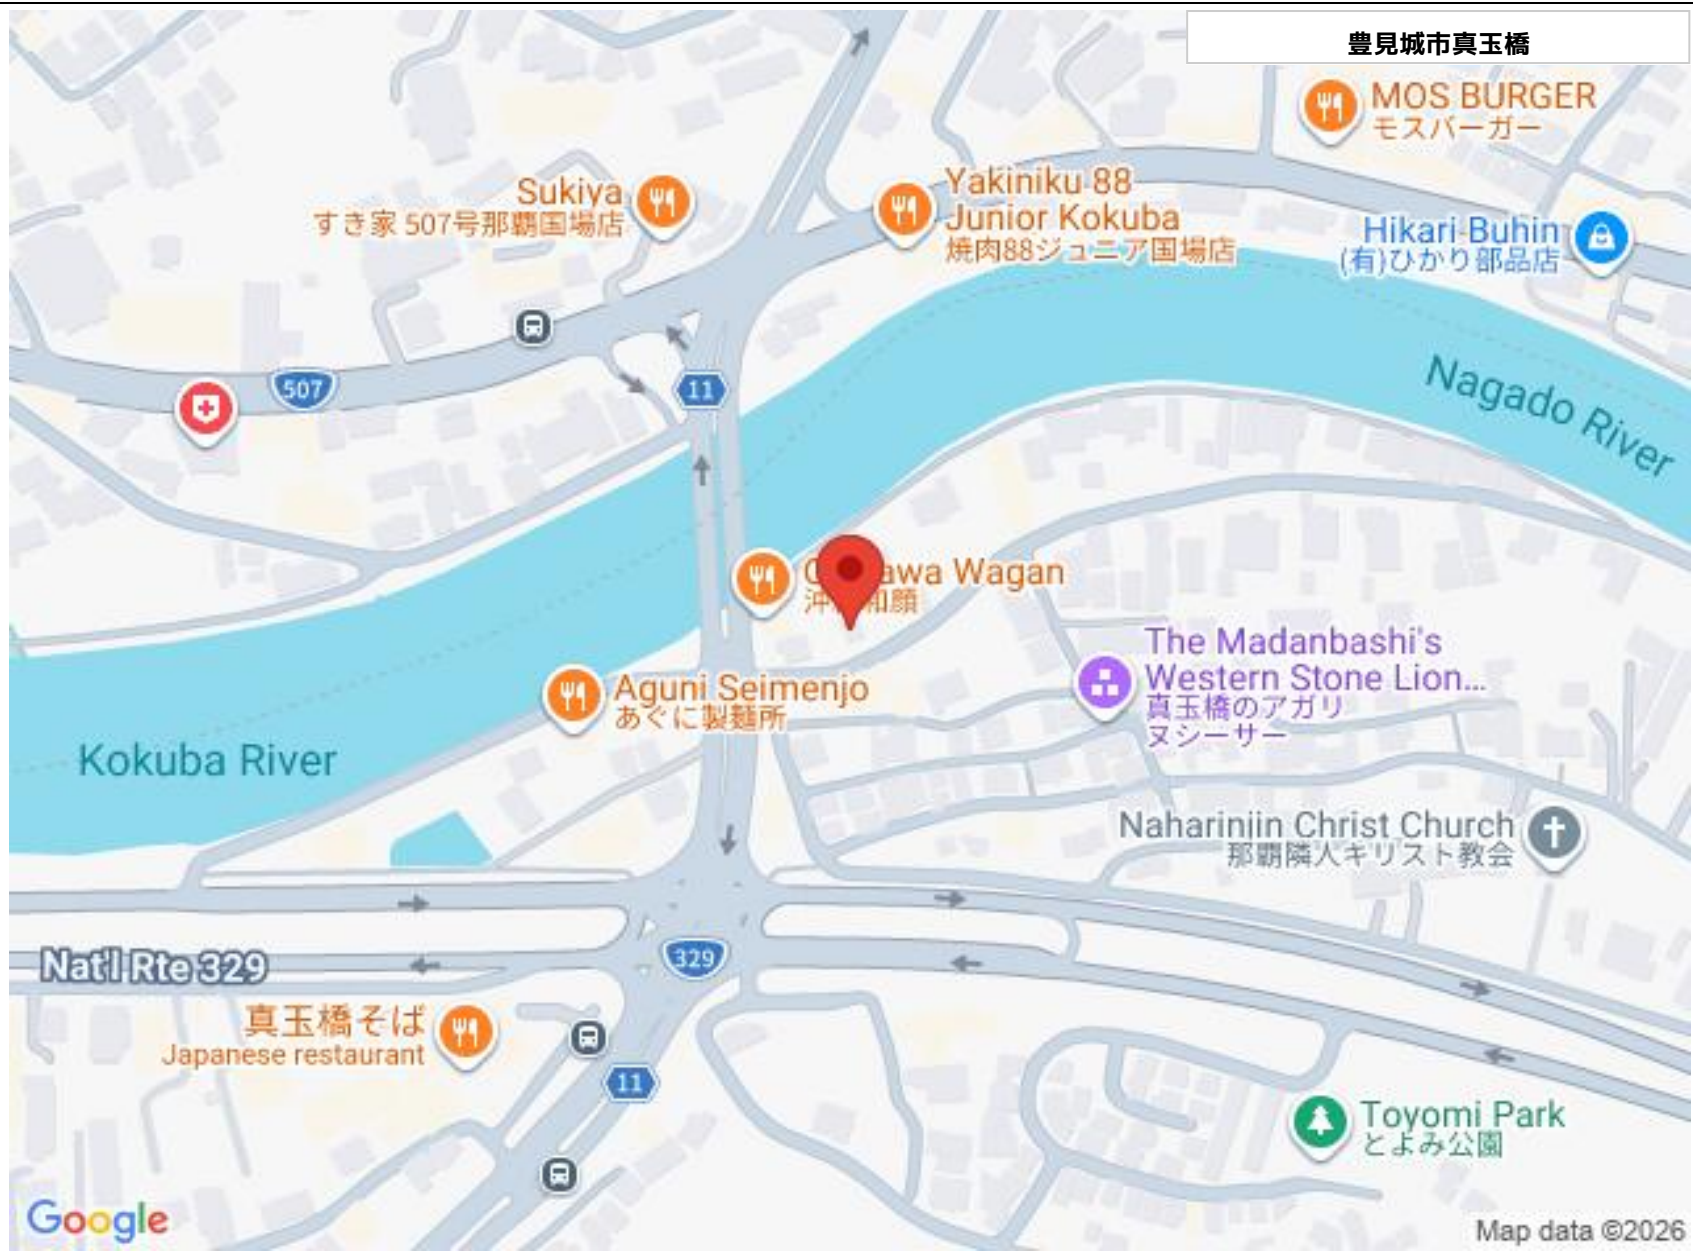 豊見城市真玉橋
MOS BURGER
モスバーガー
Sukiya
すき家 507号那覇国場店
Yakiniku 88
Junior Kokuba
焼肉88ジュニア国場店
Hikari Buhin
(有)ひかり部品店
507
11
Nagado River
awa Wagan
和顔
Aguni Seimenjo
あぐに製麺所
The Madanbashi's
Western Stone Lion...
真玉橋のアガリ
ヌシーサー
Kokuba River
Naharinjin Christ Church
那覇隣人キリスト教会
Nat'l Rte 329
329
真玉橋そば
Japanese restaurant
11
Toyomi Park
とよみ公園
Google
Map data ©2026